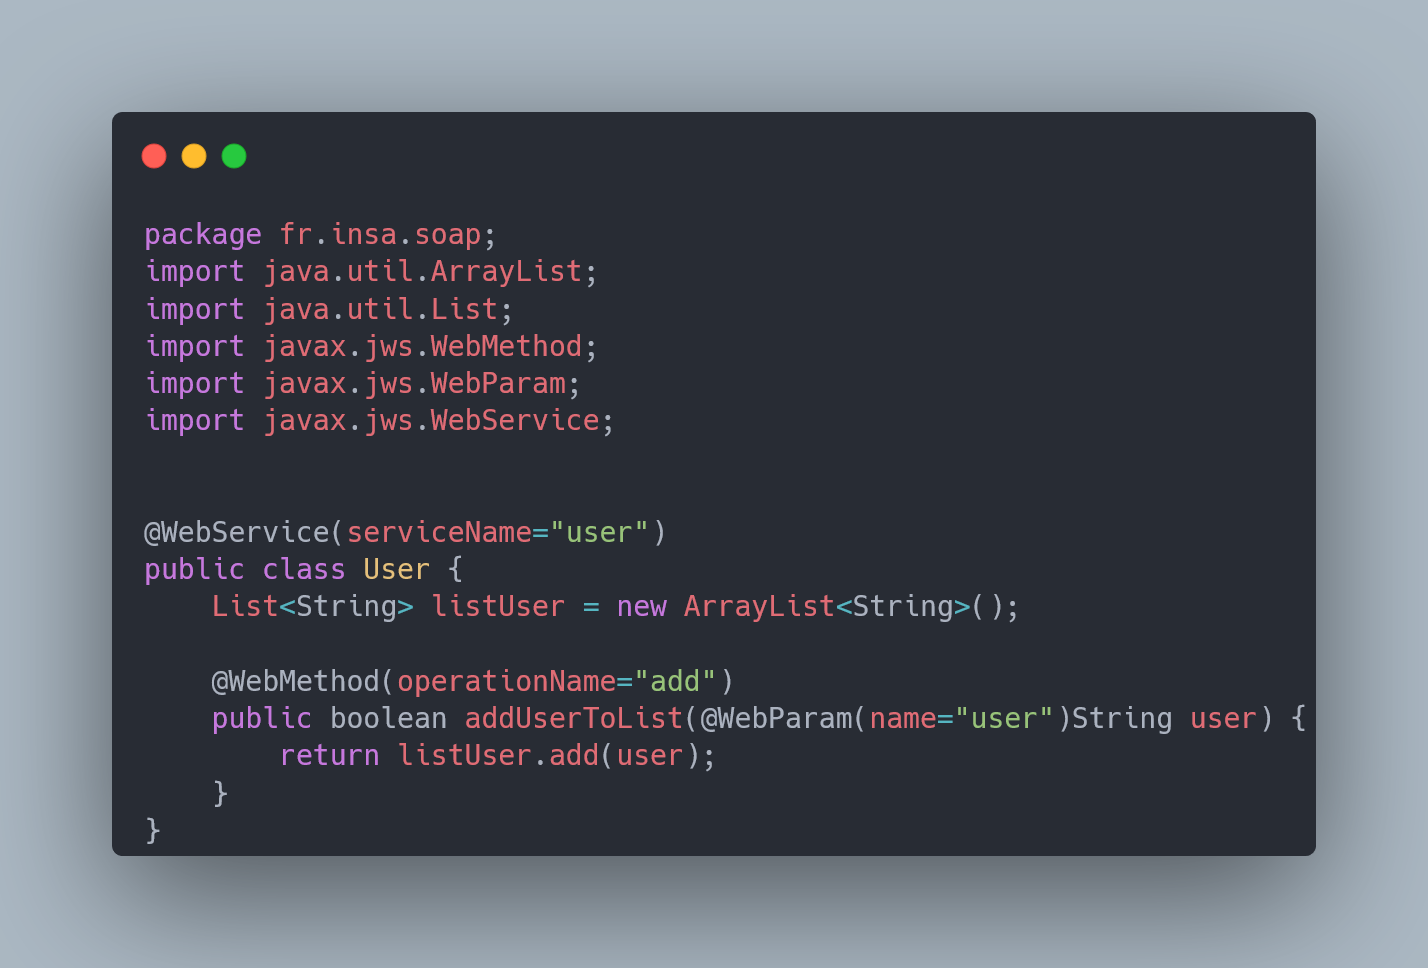 package fr.insa.soap;
import java.util.ArrayList;
import java.util.List;
import javax.jws.WebMethod;
import javax.jws.WebParam;
import javax.jws.WebService;
@WebService(serviceName="user")
public class User {
    List<String> listUser = new ArrayList<String>();
    @WebMethod(operationName="add")
    public boolean addUserToList(@WebParam(name="user")String user) {
        return listUser.add(user);
    }
}